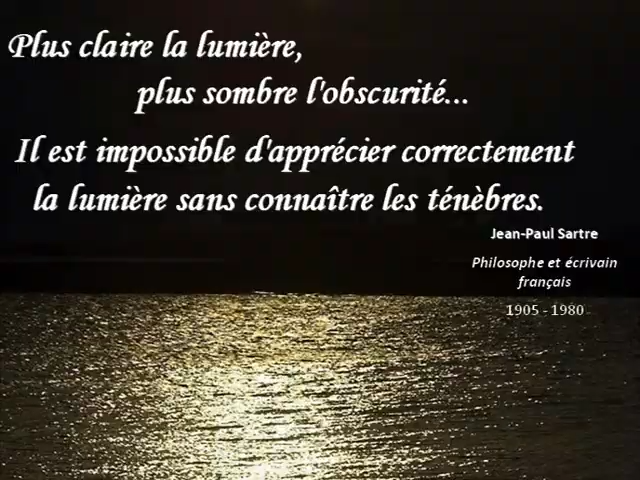 Plus claire la lumière,
plus sombre l'obscurité...
Il est impossible d'apprécier correctement
la lumière sans connaître les ténèbres.
Jean-Paul Sartre
Philosophe et écrivain
français
1905 - 1980